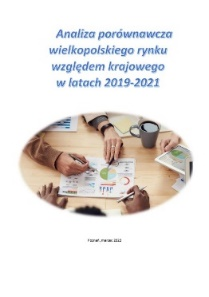 Analiza porównawcza
wielkopolskiego rynku
względem krajowego
w latach 2019-2021
Poznań, marzec 2022